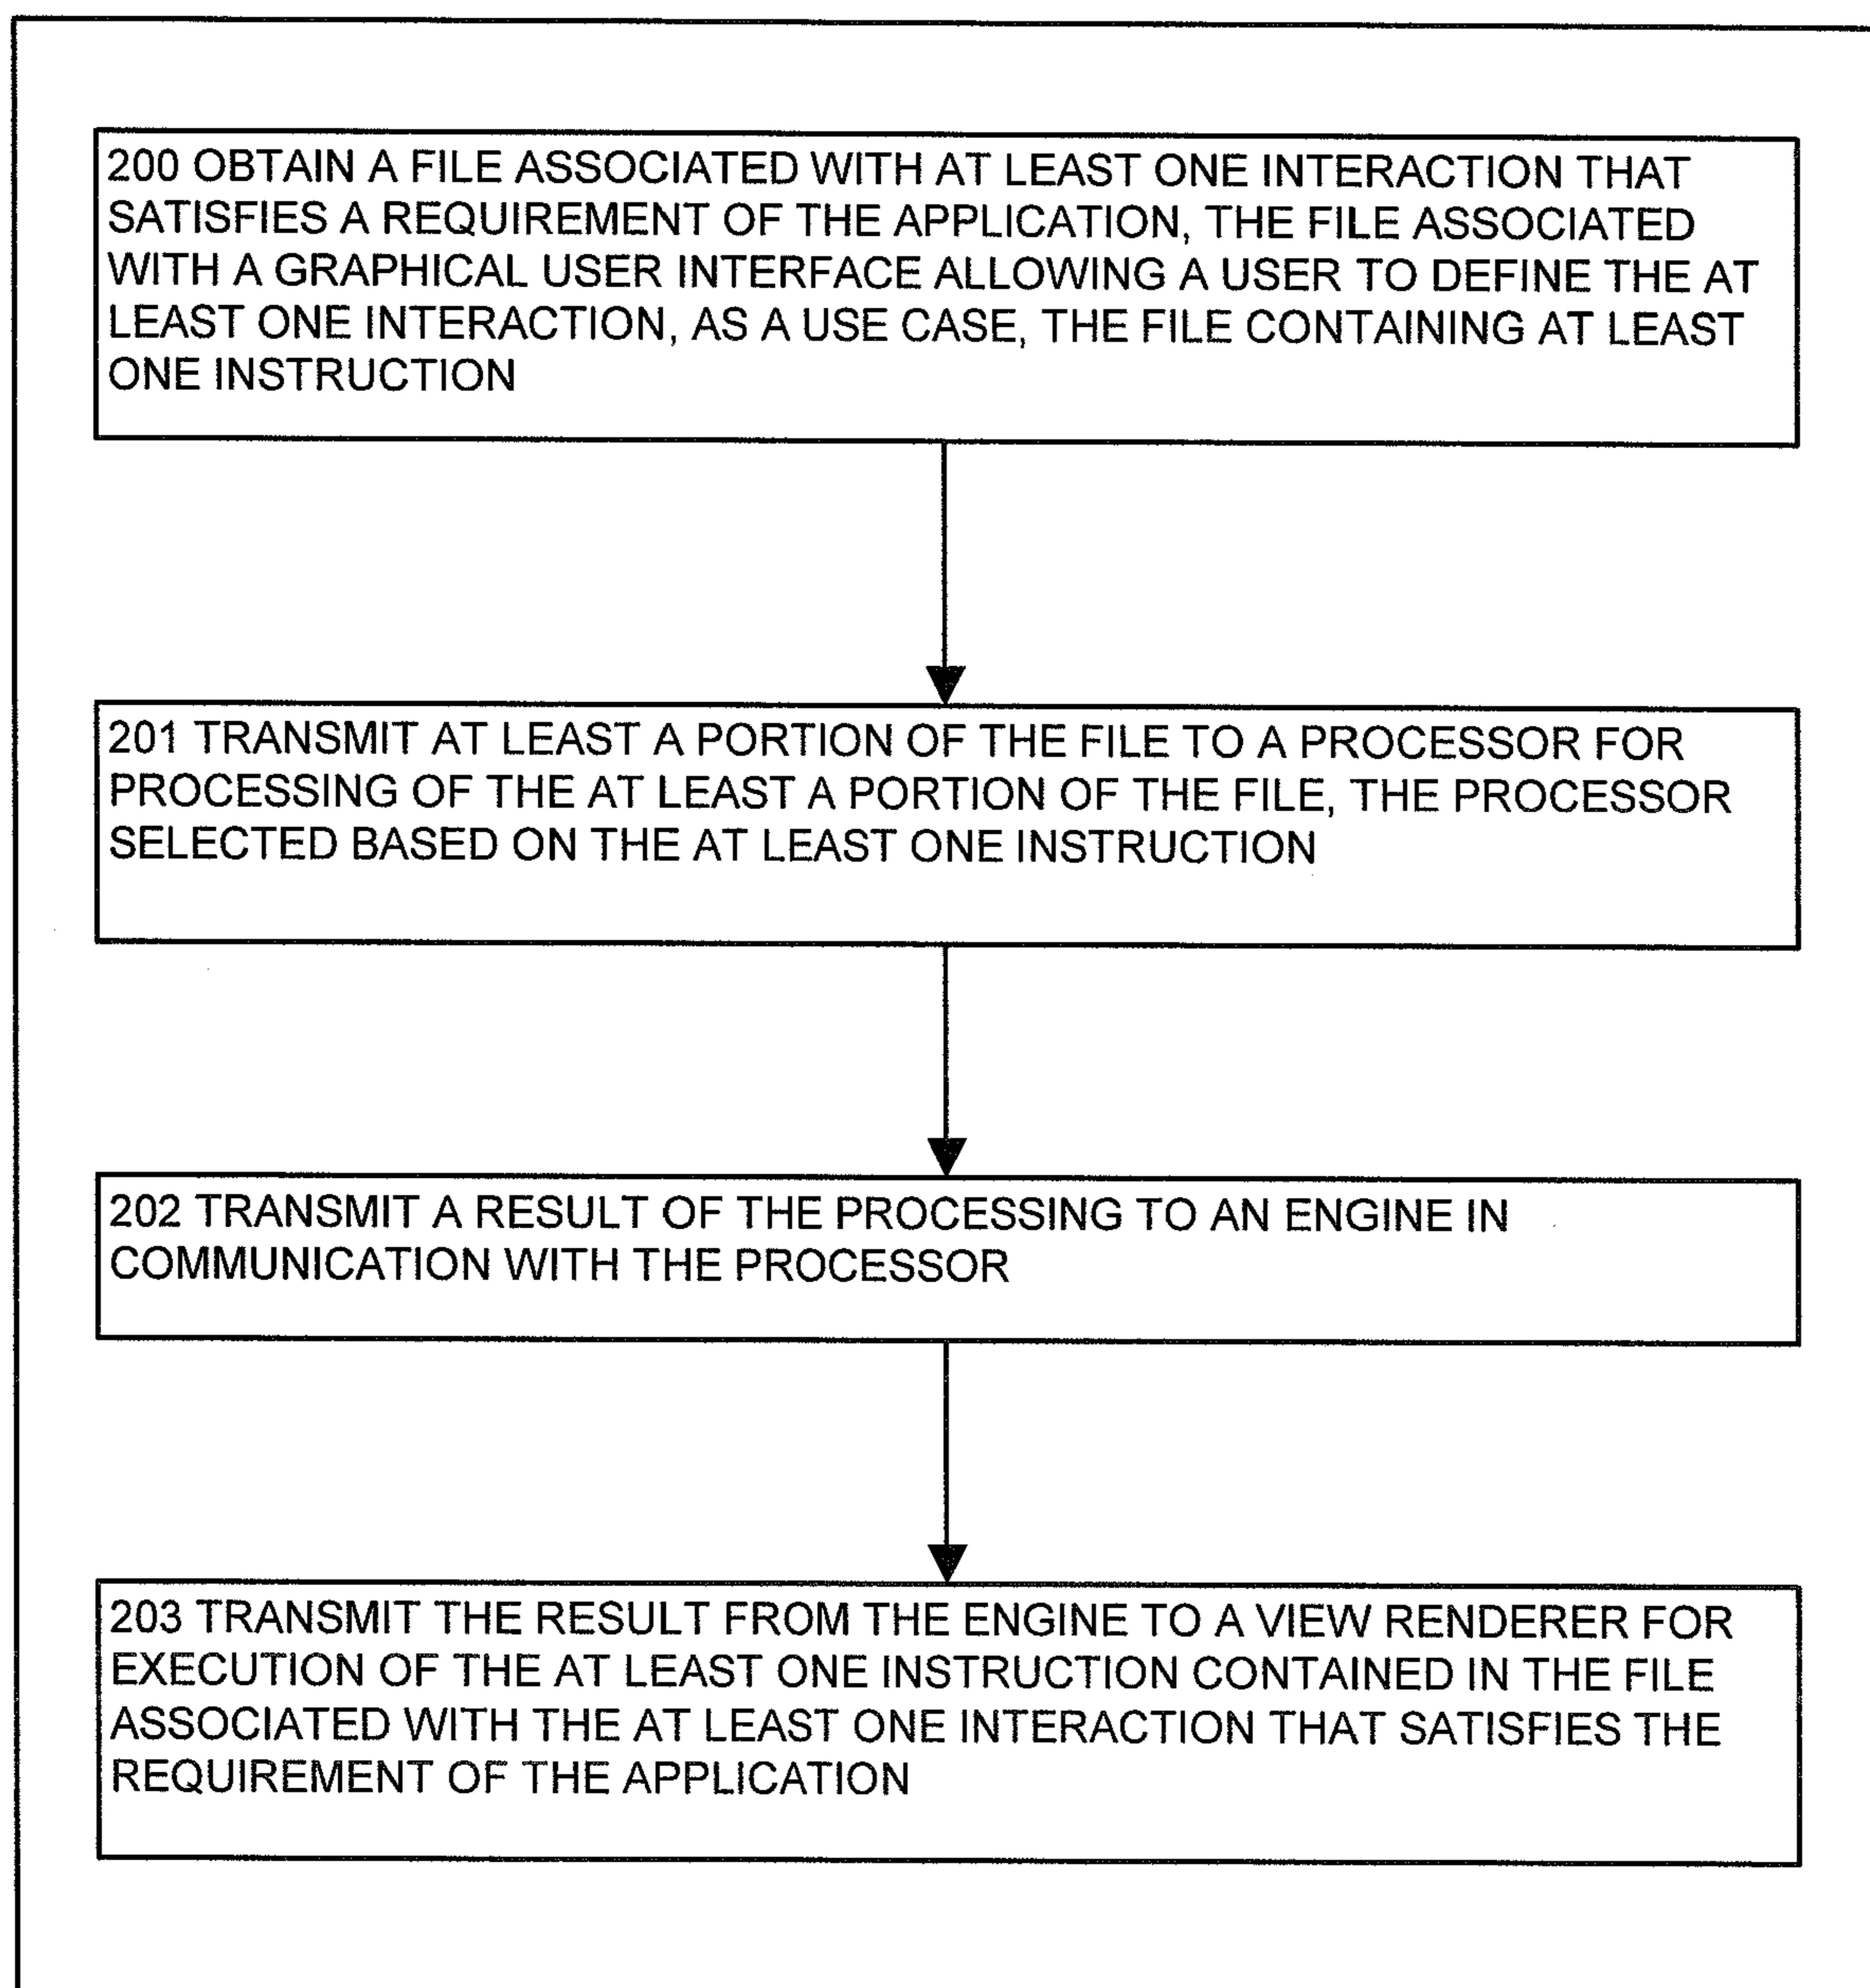 200 OBTAIN A FILE ASSOCIATED WITH AT LEAST ONE INTERACTION THAT
SATISFIES A REQUIREMENT OF THE APPLICATION, THE FILE ASSOCIATED
WITH A GRAPHICAL USER INTERFACE ALLOWING A USER TO DEFINE THE AT
LEAST ONE INTERACTION, AS A USE CASE, THE FILE CONTAINING AT LEAST
ONE INSTRUCTION
201 TRANSMIT AT LEAST A PORTION OF THE FILE TO A PROCESSOR FOR
PROCESSING OF THE AT LEAST A PORTION OF THE FILE, THE PROCESSOR
SELECTED BASED ON THE AT LEAST ONE INSTRUCTION
202 TRANSMIT A RESULT OF THE PROCESSING TO AN ENGINE IN
COMMUNICATION WITH THE PROCESSOR
203 TRANSMIT THE RESULT FROM THE ENGINE TO A VIEW RENDERER FOR
EXECUTION OF THE AT LEAST ONE INSTRUCTION CONTAINED IN THE FILE
ASSOCIATED WITH THE AT LEAST ONE INTERACTION THAT SATISFIES THE
REQUIREMENT OF THE APPLICATION